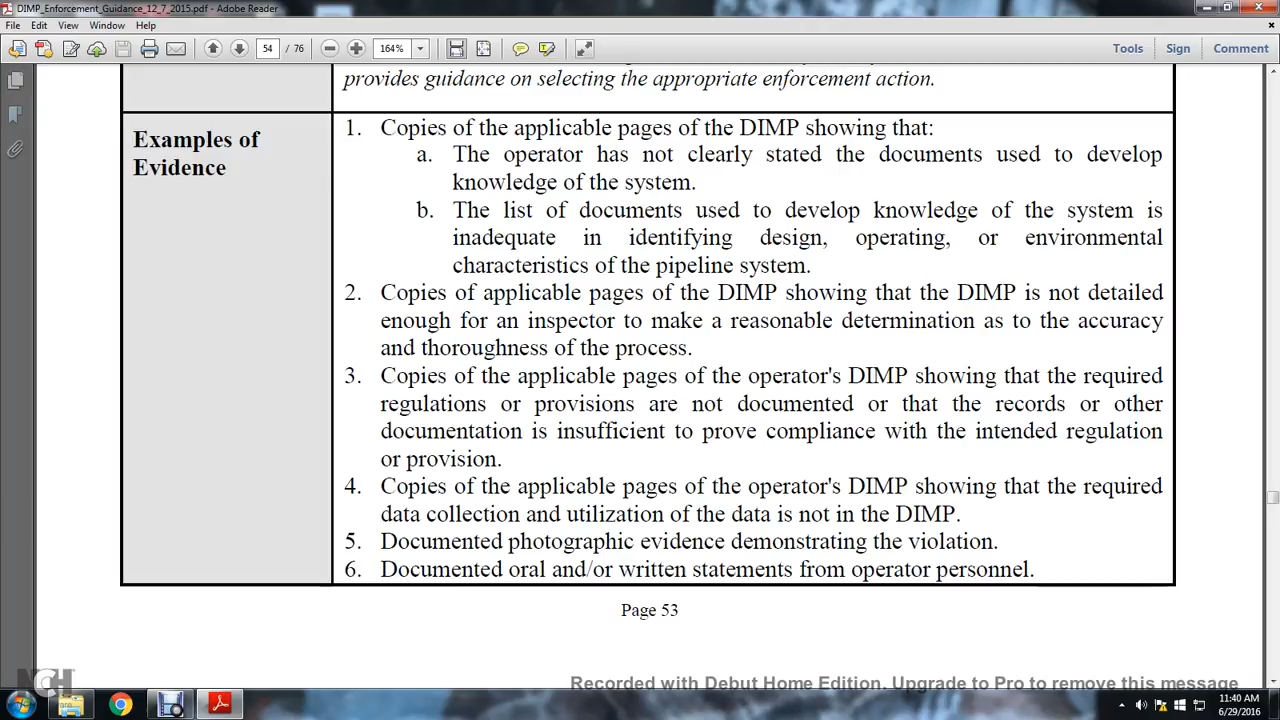 DIMP_Enforcement_Guidance_12_7_2015.pdf - Adobe Reader
File Edit View Window Help
54 / 76 164% Tools Sign Comment
provides guidance on selecting the appropriate enforcement action.
Examples of
Evidence
1. Copies of the applicable pages of the DIMP showing that:
a. The operator has not clearly stated the documents used to develop
knowledge of the system.
b. The list of documents used to develop knowledge of the system is
inadequate in identifying design, operating, or environmental
characteristics of the pipeline system.
2. Copies of applicable pages of the DIMP showing that the DIMP is not detailed
enough for an inspector to make a reasonable determination as to the accuracy
and thoroughness of the process.
3. Copies of the applicable pages of the operator's DIMP showing that the required
regulations or provisions are not documented or that the records or other
documentation is insufficient to prove compliance with the intended regulation
or provision.
4. Copies of the applicable pages of the operator's DIMP showing that the required
data collection and utilization of the data is not in the DIMP.
5. Documented photographic evidence demonstrating the violation.
6. Documented oral and/or written statements from operator personnel.
Page 53
NCH
Recorded with Debut Home Edition. Upgrade to Pro to remove this message
11:40 AM
6/29/2016